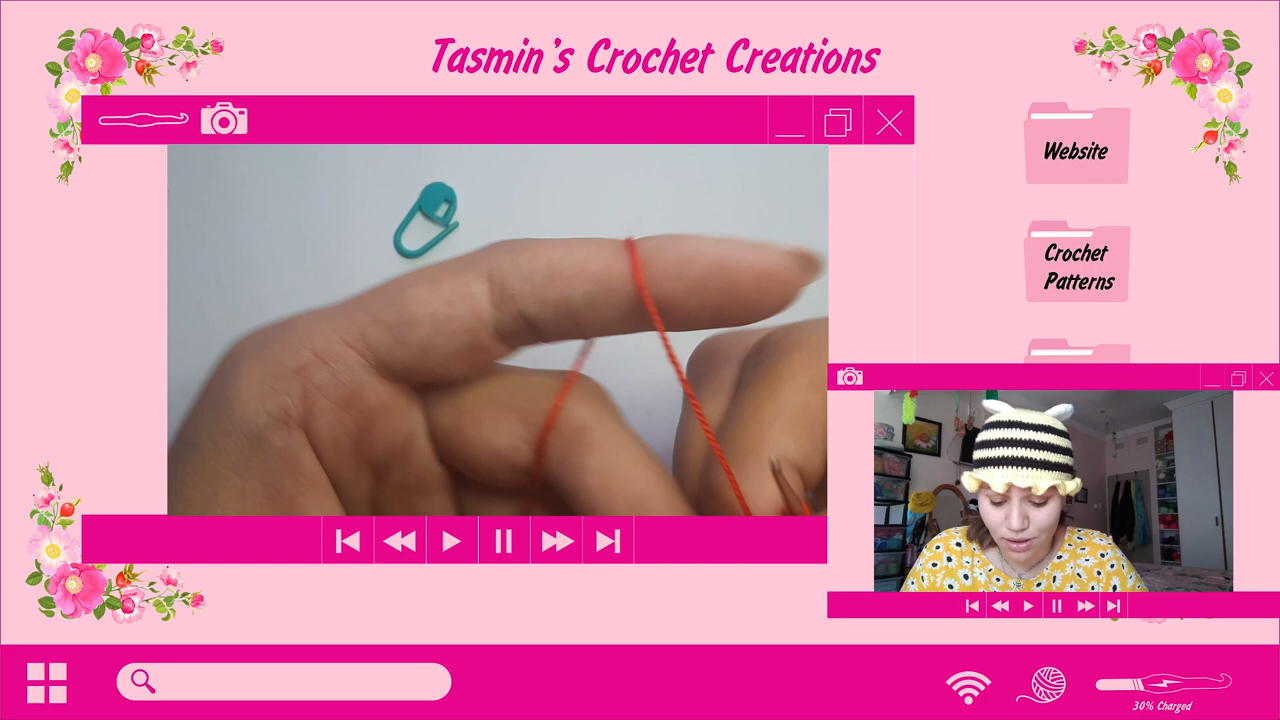 Tasmin's Crochet Creations
Website
Crochet
Patterns
30% Charged